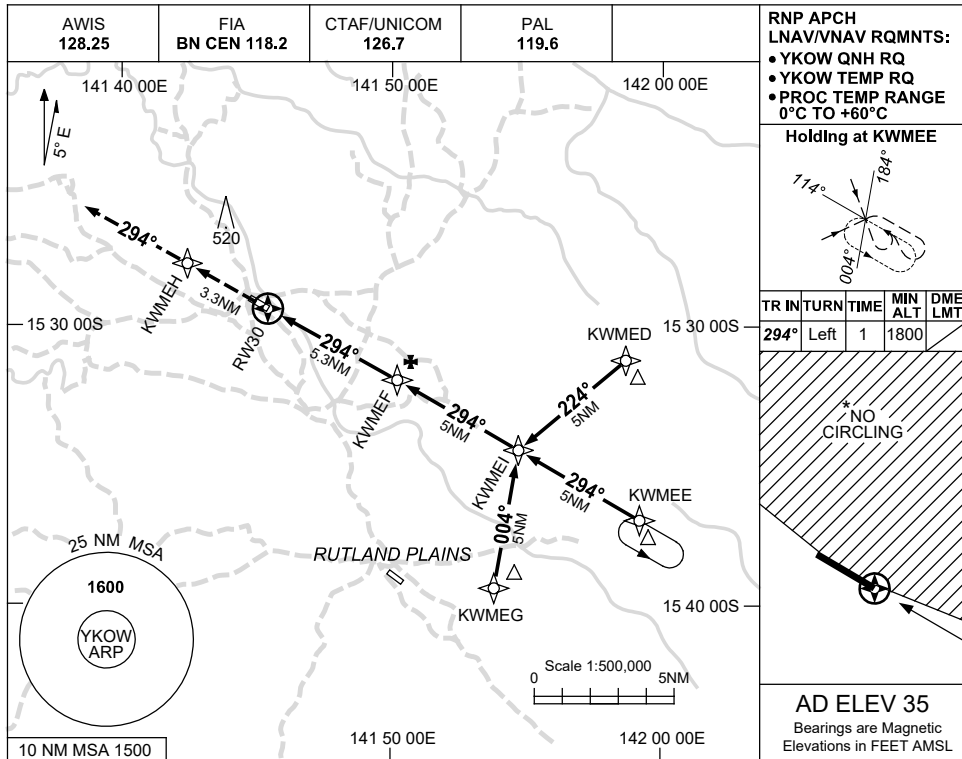 AWIS
128.25
FIA
BN CEN 118.2
CTAF/UNICOM
126.7
PAL
119.6
RNP APCH
LNAV/VNAV RQMNTS:
• YKOW QNH RQ
• YKOW TEMP RQ
• PROC TEMP RANGE
0°C TO +60°C
141 40 00E
141 50 00E
142 00 00E
5° E
Holding at KWMEE
114°
184°
004°
TR IN TURN TIME MIN ALT DME LMT
294° Left 1 1800
520
294°
KWMEH
3.3NM
RW30
15 30 00S
15 30 00S
294°
5.3NM
KWMEF
KWMED
224°
5NM
294°
5NM
KWMEI
294°
5NM
KWMEE
004°
5NM
KWMEG
RUTLAND PLAINS
*NO
CIRCLING
25 NM MSA
1600
YKOW
ARP
15 40 00S
Scale 1:500,000
0 5NM
10 NM MSA 1500
141 50 00E
142 00 00E
AD ELEV 35
Bearings are Magnetic
Elevations in FEET AMSL